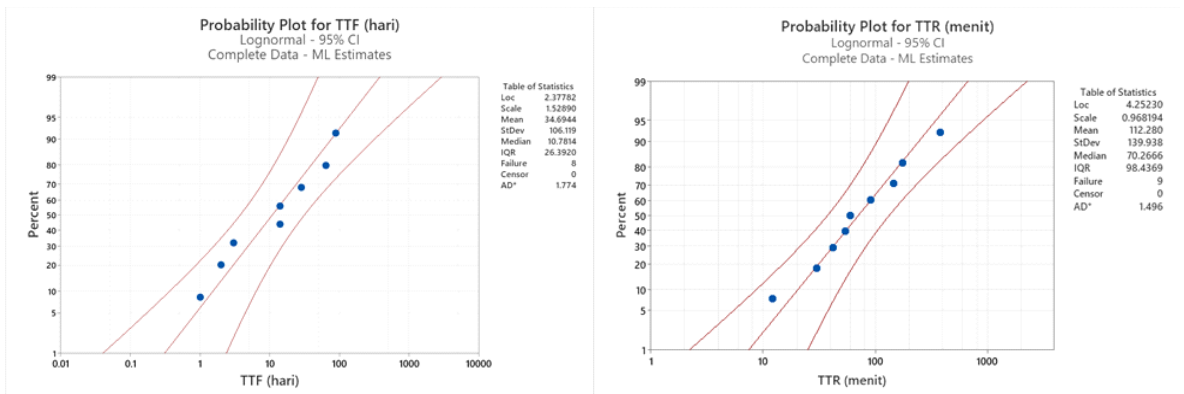 Probability Plot for TTF (hari)
Lognormal - 95% CI
Complete Data - ML Estimates
99
95
90
80
70
60
50
40
30
20
10
5
1
Percent
0.01
0.1
1
10
100
1000
10000
TTF (hari)
Table of Statistics
Loc 2.37782
Scale 1.52890
Mean 34.6944
StDev 106.119
Median 10.7814
IQR 26.3920
Failure 8
Censor 0
AD* 1.774
Probability Plot for TTR (menit)
Lognormal - 95% CI
Complete Data - ML Estimates
99
95
90
80
70
60
50
40
30
20
10
5
1
Percent
1
10
100
1000
TTR (menit)
Table of Statistics
Loc 4.25230
Scale 0.968194
Mean 112.280
StDev 139.938
Median 70.2666
IQR 98.4369
Failure 9
Censor 0
AD* 1.496